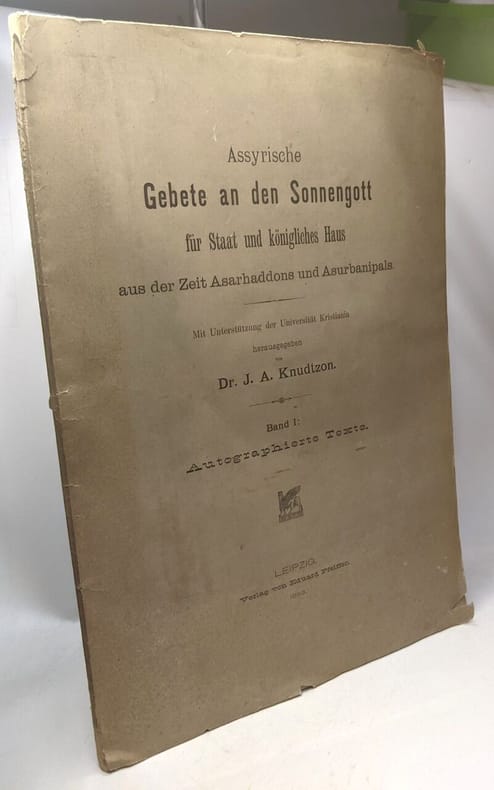 Assyrische
Gebete an den Sonnengott
für Staat und königliches Haus
aus der Zeit Asarhaddons und Asurbanipals.
Mit Unterstützung der Universität Kristiania
herausgegeben
von
Dr. J. A. Knudtzon.
Band I:
Autographierte Texte.
LEIPZIG.
Verlag von Eduard Pfeiffer.
1893.